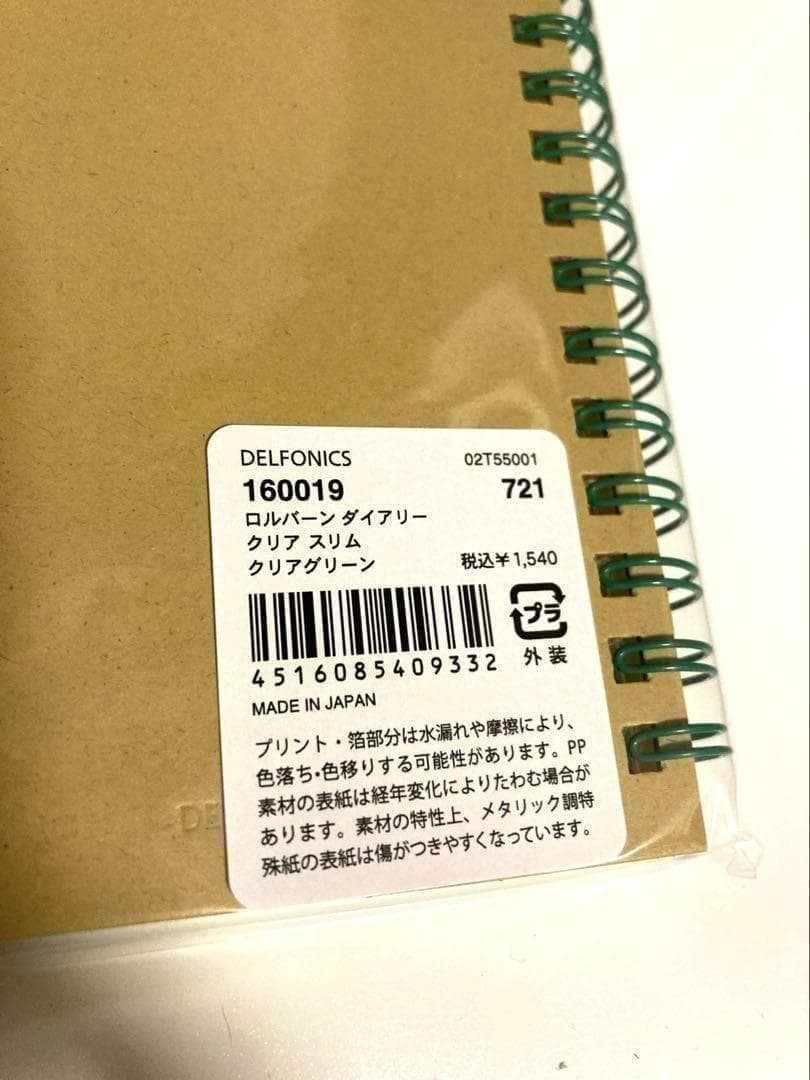 DELFONICS 02T55001
160019 721
ロルバーン ダイアリー
クリア スリム
クリアグリーン 税込¥1,540
プラ
外装
4516085409332
MADE IN JAPAN
プリント・箔部分は水漏れや摩擦により、
色落ち・色移りする可能性があります。PP
素材の表紙は経年変化によりたわむ場合が
あります。素材の特性上、メタリック調特
殊紙の表紙は傷がつきやすくなっています。
DE